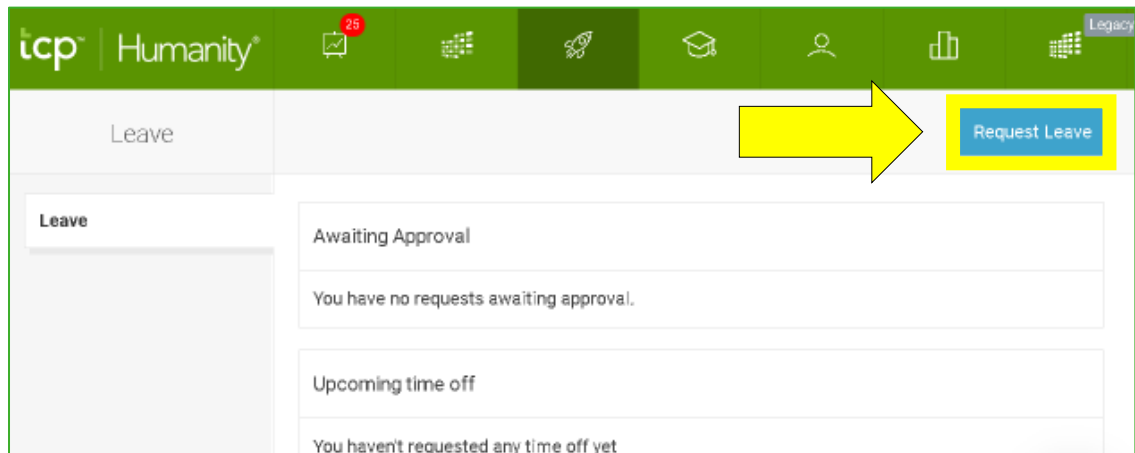 25
Legacy
tcp™ | Humanity®
Leave
Request Leave
Leave
Awaiting Approval
You have no requests awaiting approval.
Upcoming time off
You haven't requested any time off yet